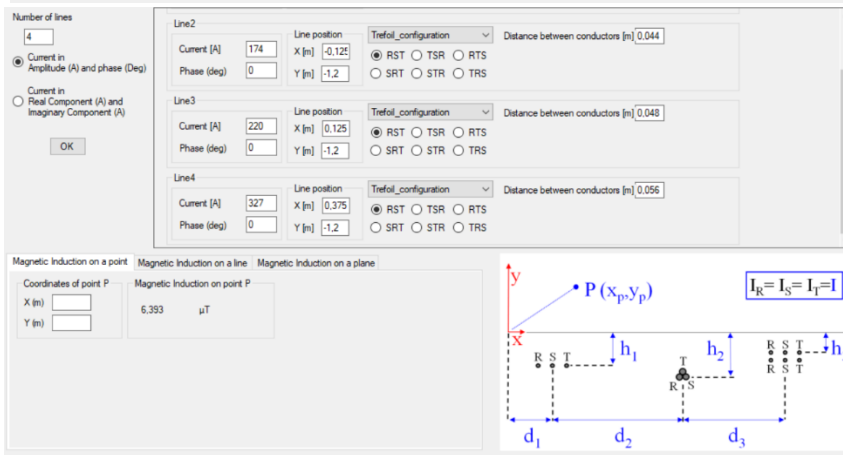 Number of lines
4
Current in
Amplitude (A) and phase (Deg)
Current in
Real Component (A) and
Imaginary Component (A)
OK
Line2
Current [A] 174
Phase (deg) 0
Line position
X [m] -0,125
Y [m] -1,2
Trefoil_configuration
RST TSR RTS
SRT STR TRS
Distance between conductors [m] 0,044
Line3
Current [A] 220
Phase (deg) 0
Line position
X [m] 0,125
Y [m] -1,2
Trefoil_configuration
RST TSR RTS
SRT STR TRS
Distance between conductors [m] 0,048
Line4
Current [A] 327
Phase (deg) 0
Line position
X [m] 0,375
Y [m] -1,2
Trefoil_configuration
RST TSR RTS
SRT STR TRS
Distance between conductors [m] 0,056
Magnetic Induction on a point Magnetic Induction on a line Magnetic Induction on a plane
Coordinates of point P
X (m)
Y (m)
Magnetic Induction on point P
6,393 µT
y
P (xp,yp)
IR= IS= IT=I
x
R S T
h1
h2
T
R S
R S T
R S T
h
d1 d2 d3